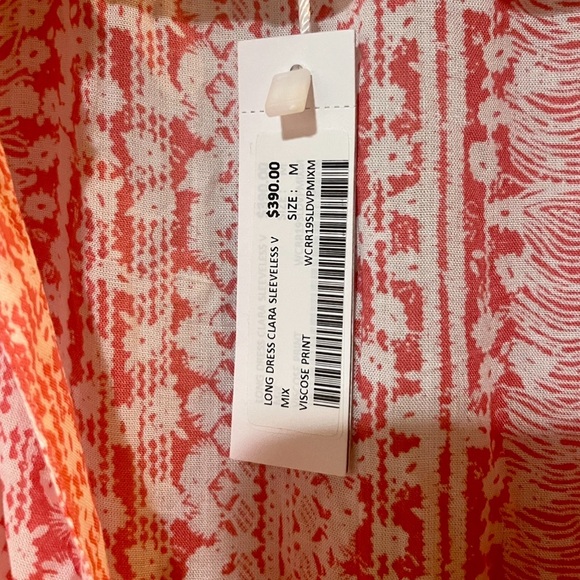 LONG DRESS CLARA SLEEVELESS V $390.00
MIX SIZE : M
VISCOSE PRINT WCRR19SLDVPMIXM